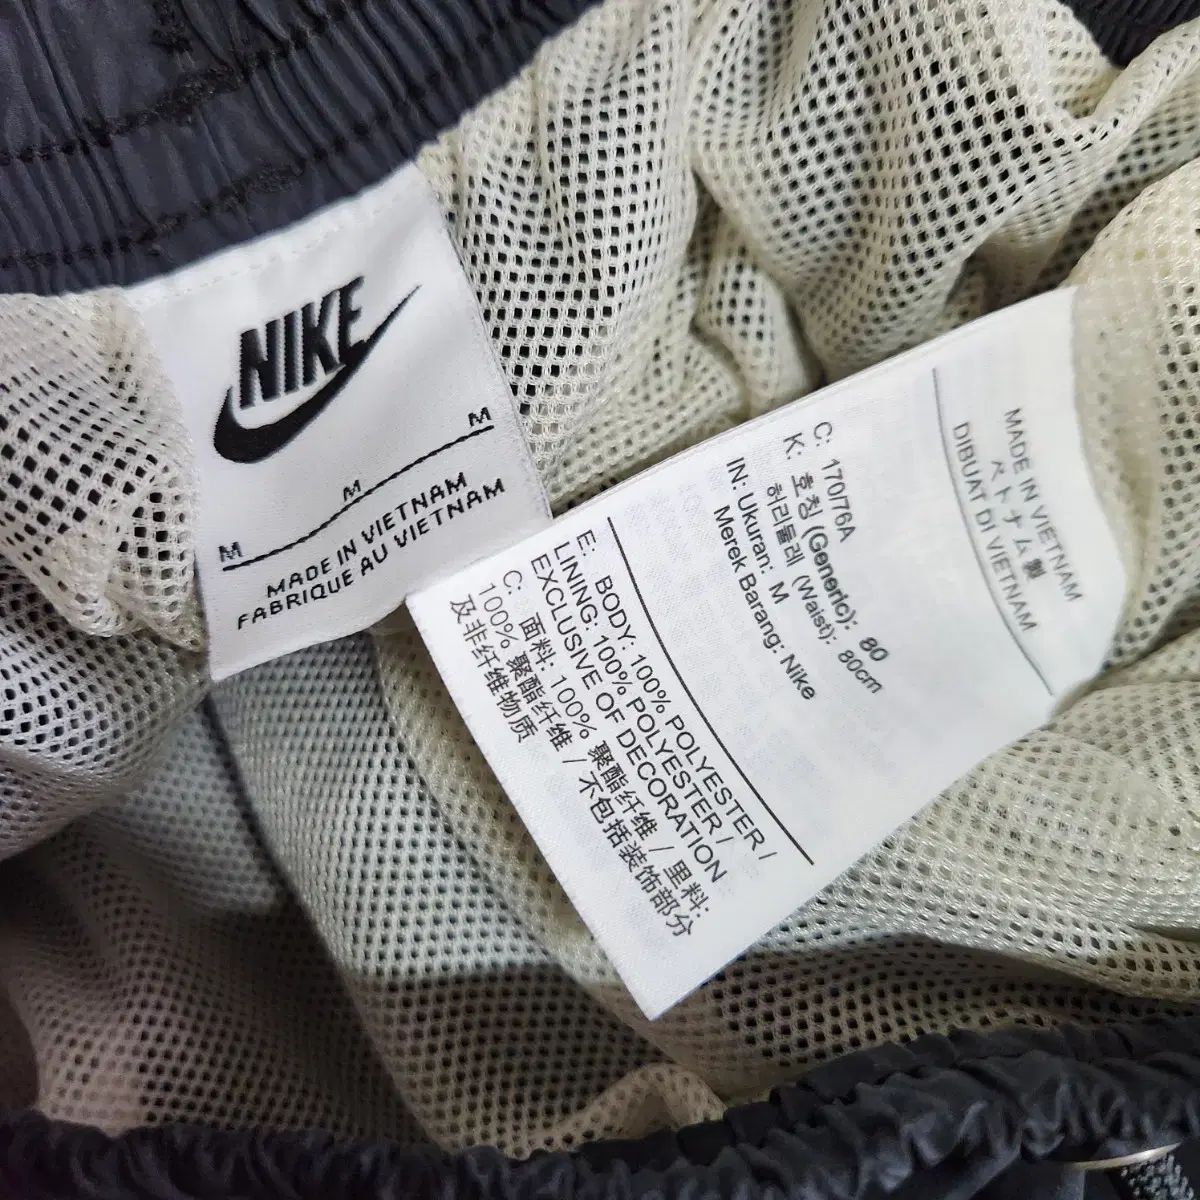 NIKE
M
M
M
MADE IN VIETNAM
FABRIQUE AU VIETNAM
MADE IN VIETNAM
ベトナム製
DIBUAT DI VIETNAM
C: 170/76A
K: 호칭 (Generic): 80
허리둘레 (Waist): 80cm
IN: Ukuran: M
Merek Barang: Nike
E: BODY: 100% POLYESTER /
LINING: 100% POLYESTER /
EXCLUSIVE OF DECORATION
C: 面料: 100% 聚酯纤维 / 里料:
100% 聚酯纤维 / 不包括装饰部分
及非纤维物质